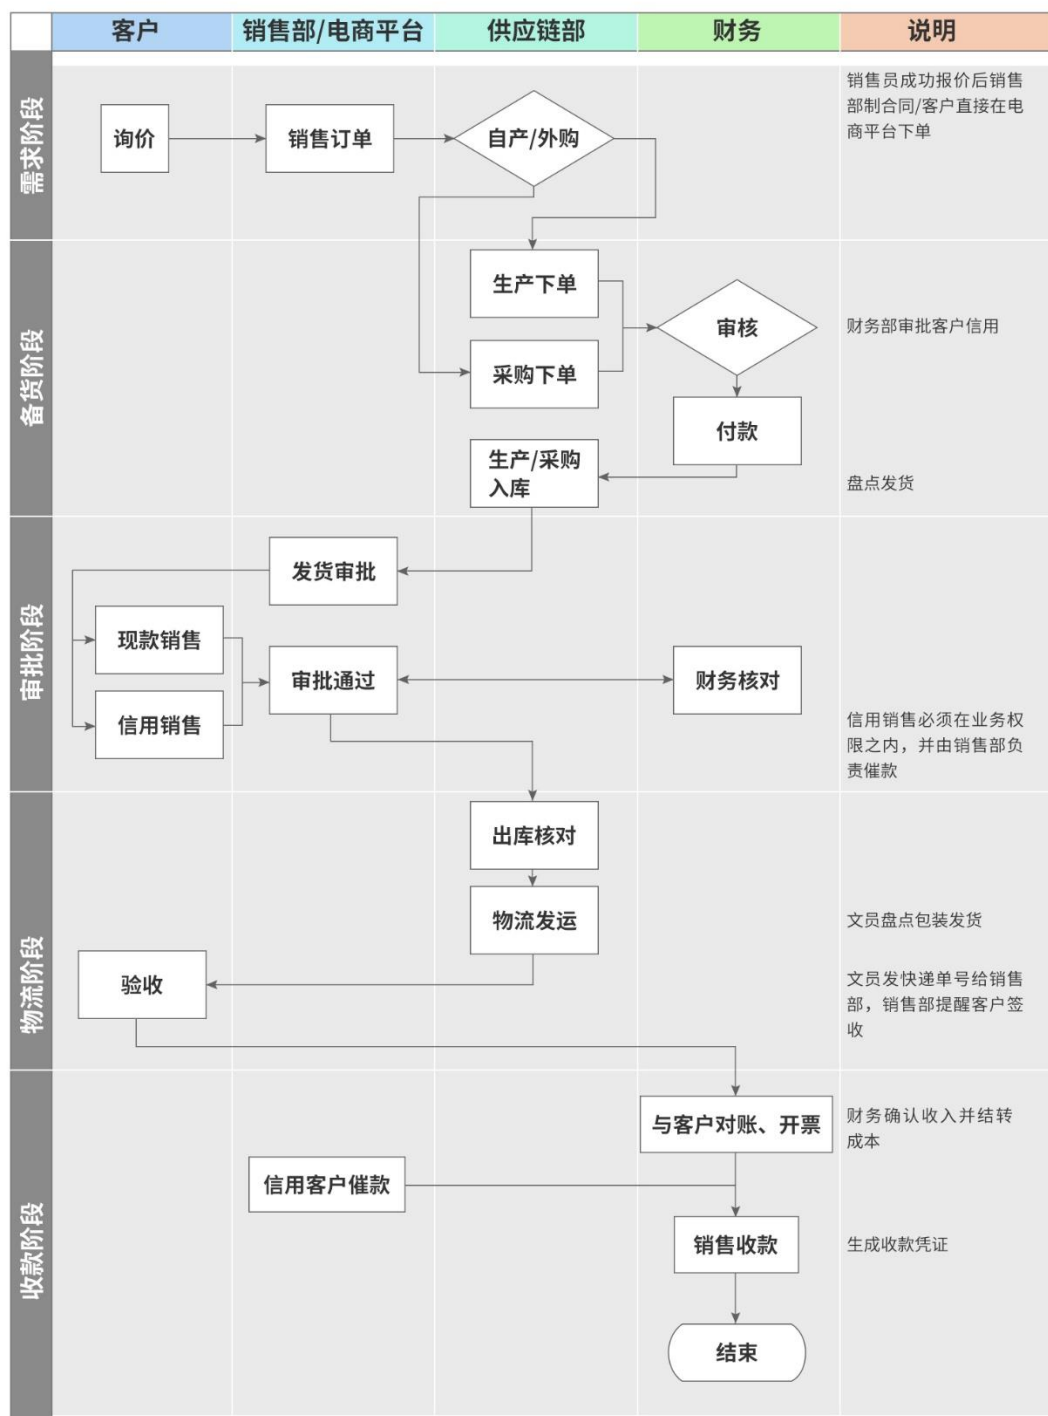 客户
销售部/电商平台
供应链部
财务
说明
需求阶段
询价
销售订单
自产/外购
销售员成功报价后销售
部制合同/客户直接在电
商平台下单
备货阶段
生产下单
采购下单
审核
财务部审批客户信用
付款
生产/采购
入库
盘点发货
审批阶段
发货审批
现款销售
信用销售
审批通过
财务核对
信用销售必须在业务权
限之内，并由销售部负
责催款
物流阶段
出库核对
物流发运
文员盘点包装发货
验收
文员发快递单号给销售
部，销售部提醒客户签
收
收款阶段
与客户对账、开票
财务确认收入并结转
成本
信用客户催款
销售收款
生成收款凭证
结束